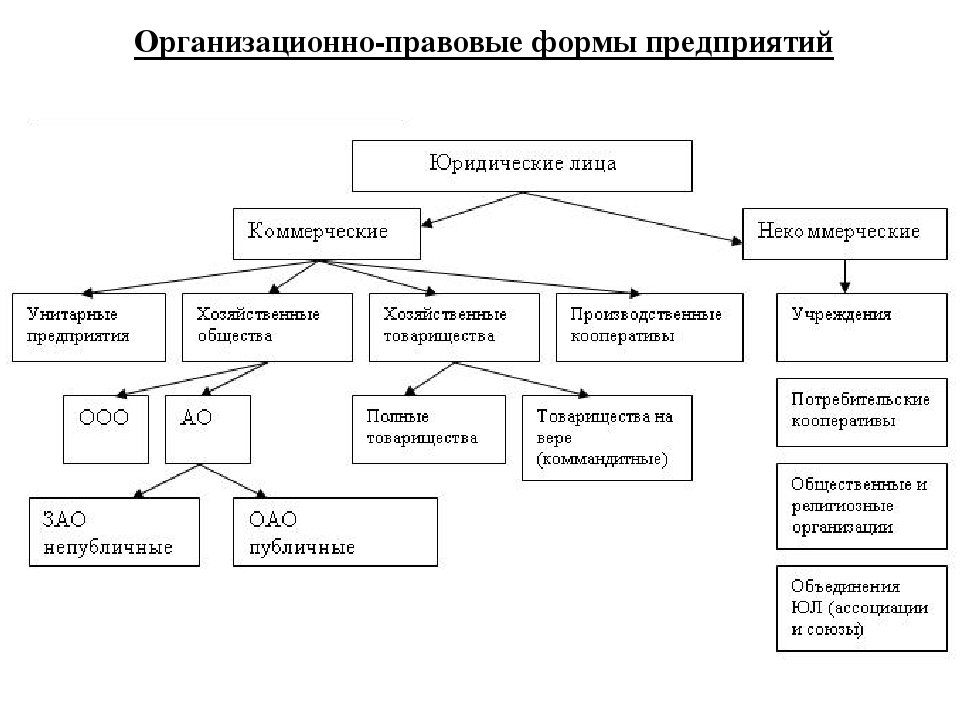 Организационно-правовые формы предприятий
Юридические лица
Коммерческие
Некоммерческие
Унитарные
предприятия
Хозяйственные
общества
Хозяйственные
товарищества
Производственные
кооперативы
Учреждения
ООО
АО
Полные
товарищества
Товарищества на
вере
(коммандитные)
Потребительские
кооперативы
Общественные и
религиозные
организации
ЗАО
непубличные
ОАО
публичные
Объединения
ЮЛ (ассоциации
и союзы)